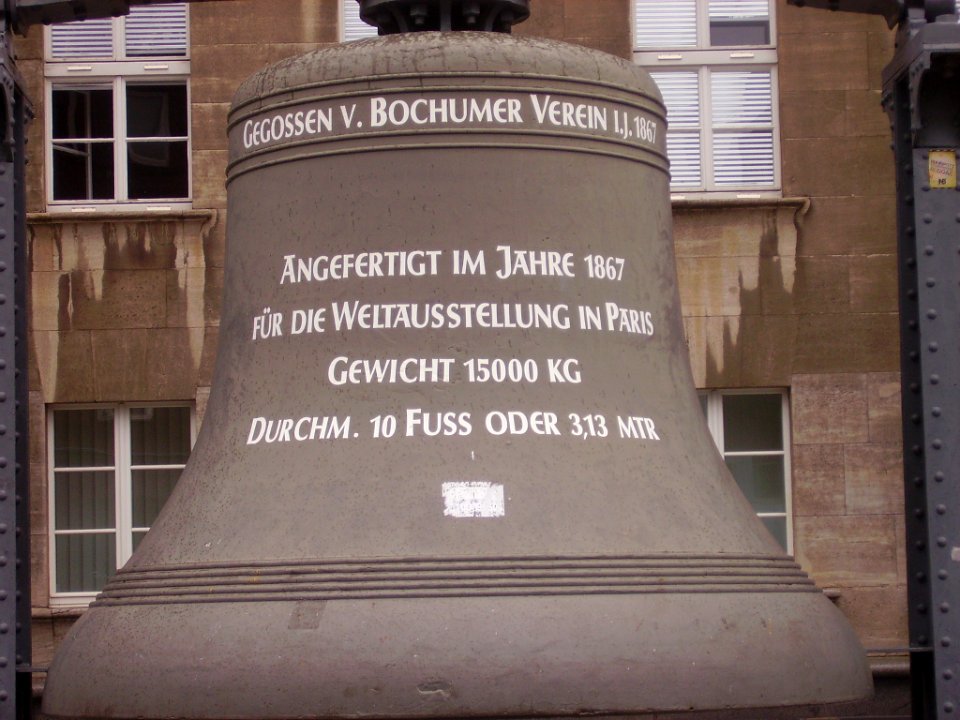 GEGOSSEN V. BOCHUMER VEREIN I.J. 1867
ANGEFERTIGT IM JAHRE 1867
FÜR DIE WELTAUSSTELLUNG IN PARIS
GEWICHT 15000 KG
DURCHM. 10 FUSS ODER 3,13 MTR